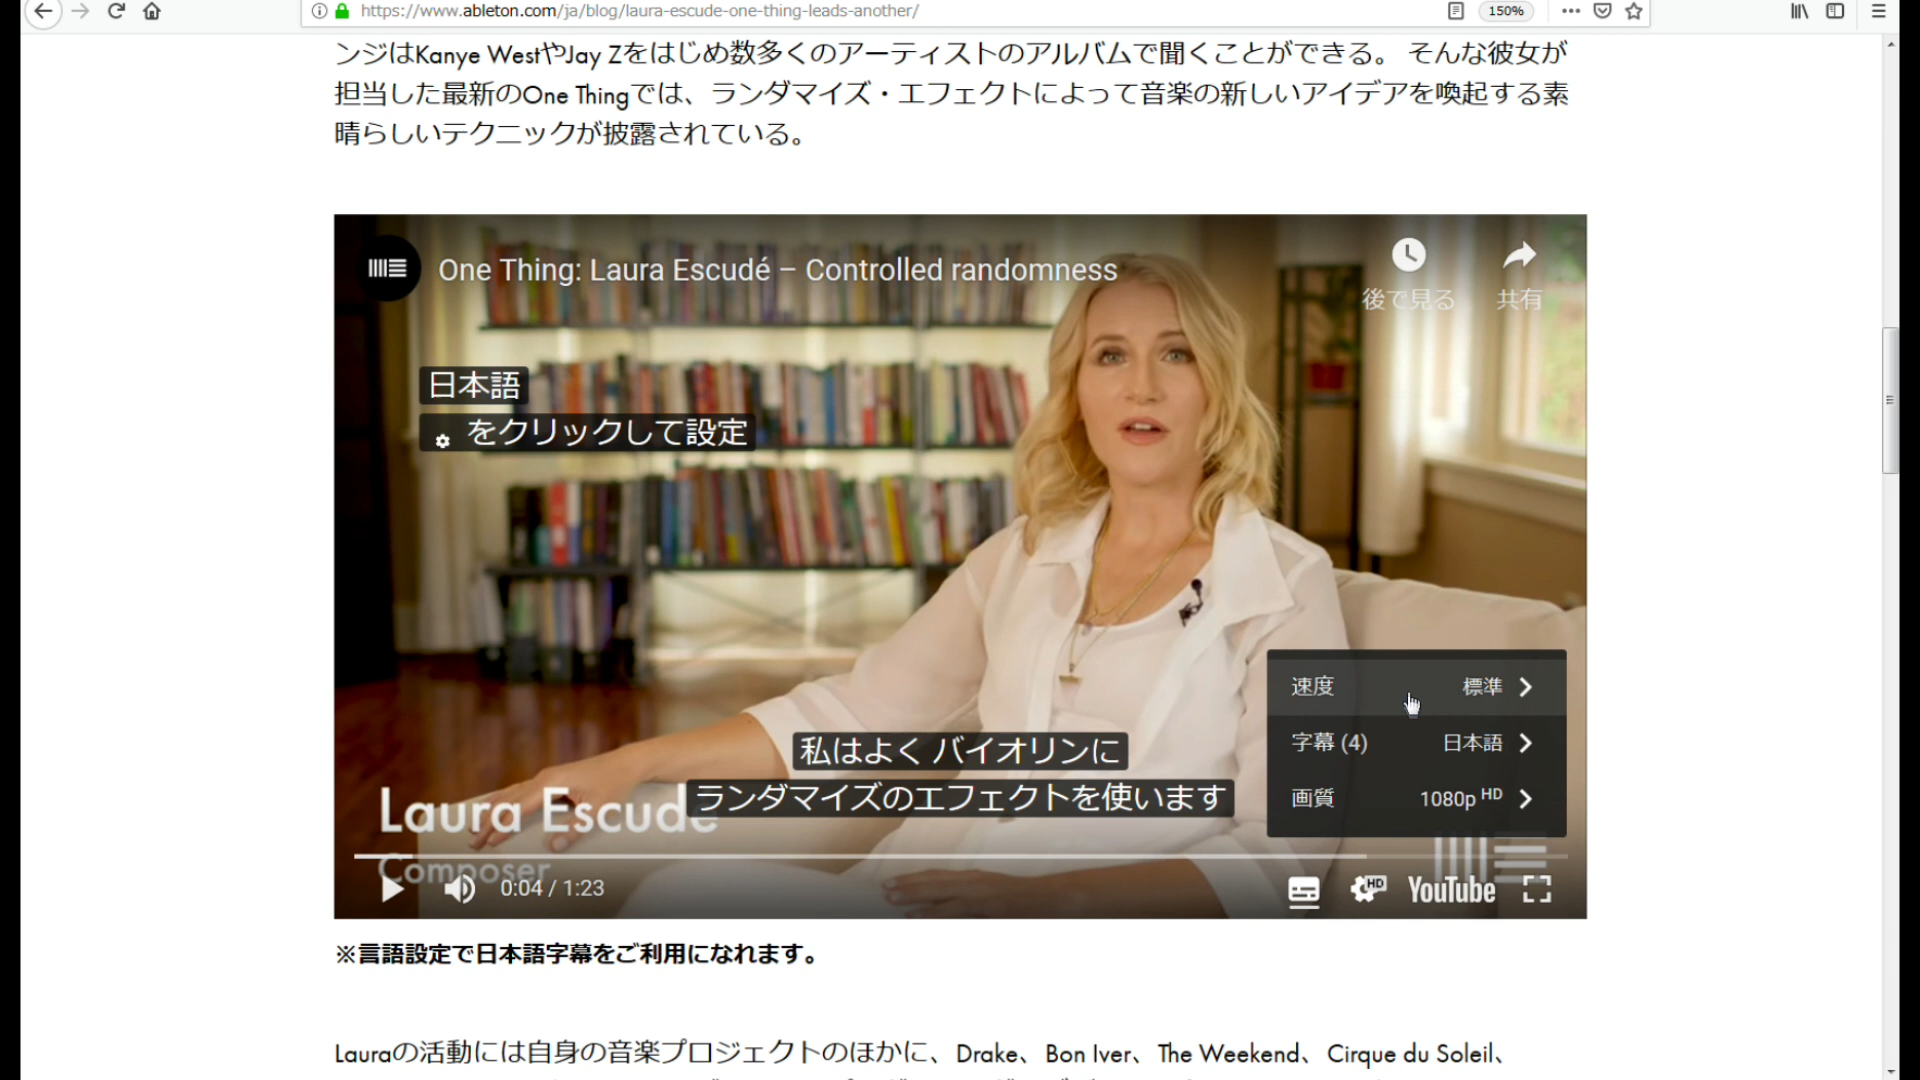 https://www.ableton.com/ja/blog/laura-escude-one-thing-leads-another/
150%
ンジはKanye WestやJay Zをはじめ数多くのアーティストのアルバムで聞くことができる。 そんな彼女が
担当した最新のOne Thingでは、ランダマイズ・エフェクトによって音楽の新しいアイデアを喚起する素
晴らしいテクニックが披露されている。
One Thing: Laura Escudé – Controlled randomness
後で見る
共有
日本語
をクリックして設定
速度 標準
字幕 (4) 日本語
画質 1080p HD
私はよく バイオリンに
ランダマイズのエフェクトを使います
Laura Escudé
Composer
0:04 / 1:23
HD
YouTube
※言語設定で日本語字幕をご利用になれます。
Lauraの活動には自身の音楽プロジェクトのほかに、Drake、Bon Iver、The Weekend、Cirque du Soleil、